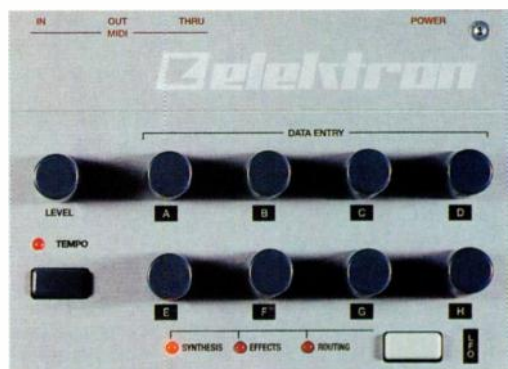 IN OUT THRU POWER
MIDI
elektron
DATA ENTRY
LEVEL A B C D
TEMPO
E F G H
SYNTHESIS EFFECTS ROUTING LFO